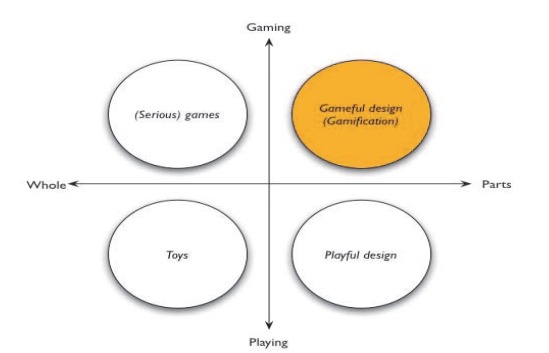 Gaming
(Serious) games
Gameful design
(Gamification)
Whole
Parts
Toys
Playful design
Playing